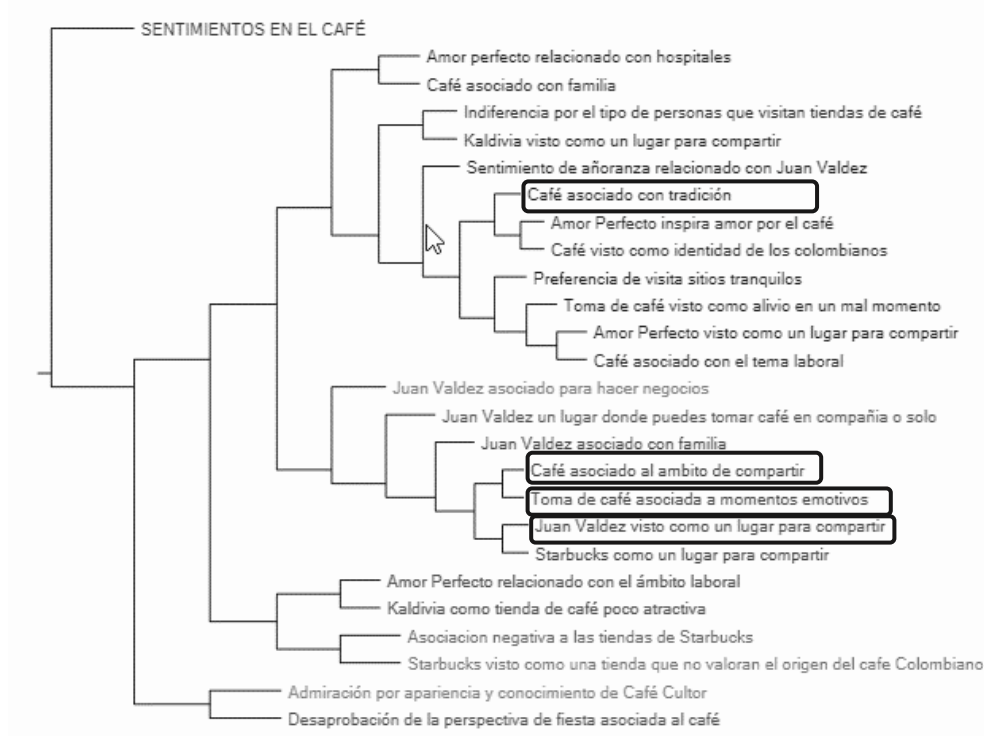 SENTIMIENTOS EN EL CAFÉ
Amor perfecto relacionado con hospitales
Café asociado con familia
Indiferencia por el tipo de personas que visitan tiendas de café
Kaldivia visto como un lugar para compartir
Sentimiento de añoranza relacionado con Juan Valdez
Café asociado con tradición
Amor Perfecto inspira amor por el café
Café visto como identidad de los colombianos
Preferencia de visita sitios tranquilos
Toma de café visto como alivio en un mal momento
Amor Perfecto visto como un lugar para compartir
Café asociado con el tema laboral
Juan Valdez asociado para hacer negocios
Juan Valdez un lugar donde puedes tomar café en compañia o solo
Juan Valdez asociado con familia
Café asociado al ambito de compartir
Toma de café asociada a momentos emotivos
Juan Valdez visto como un lugar para compartir
Starbucks como un lugar para compartir
Amor Perfecto relacionado con el ámbito laboral
Kaldivia como tienda de café poco atractiva
Asociacion negativa a las tiendas de Starbucks
Starbucks visto como una tienda que no valoran el origen del cafe Colombiano
Admiración por apariencia y conocimiento de Café Cultor
Desaprobación de la perspectiva de fiesta asociada al café